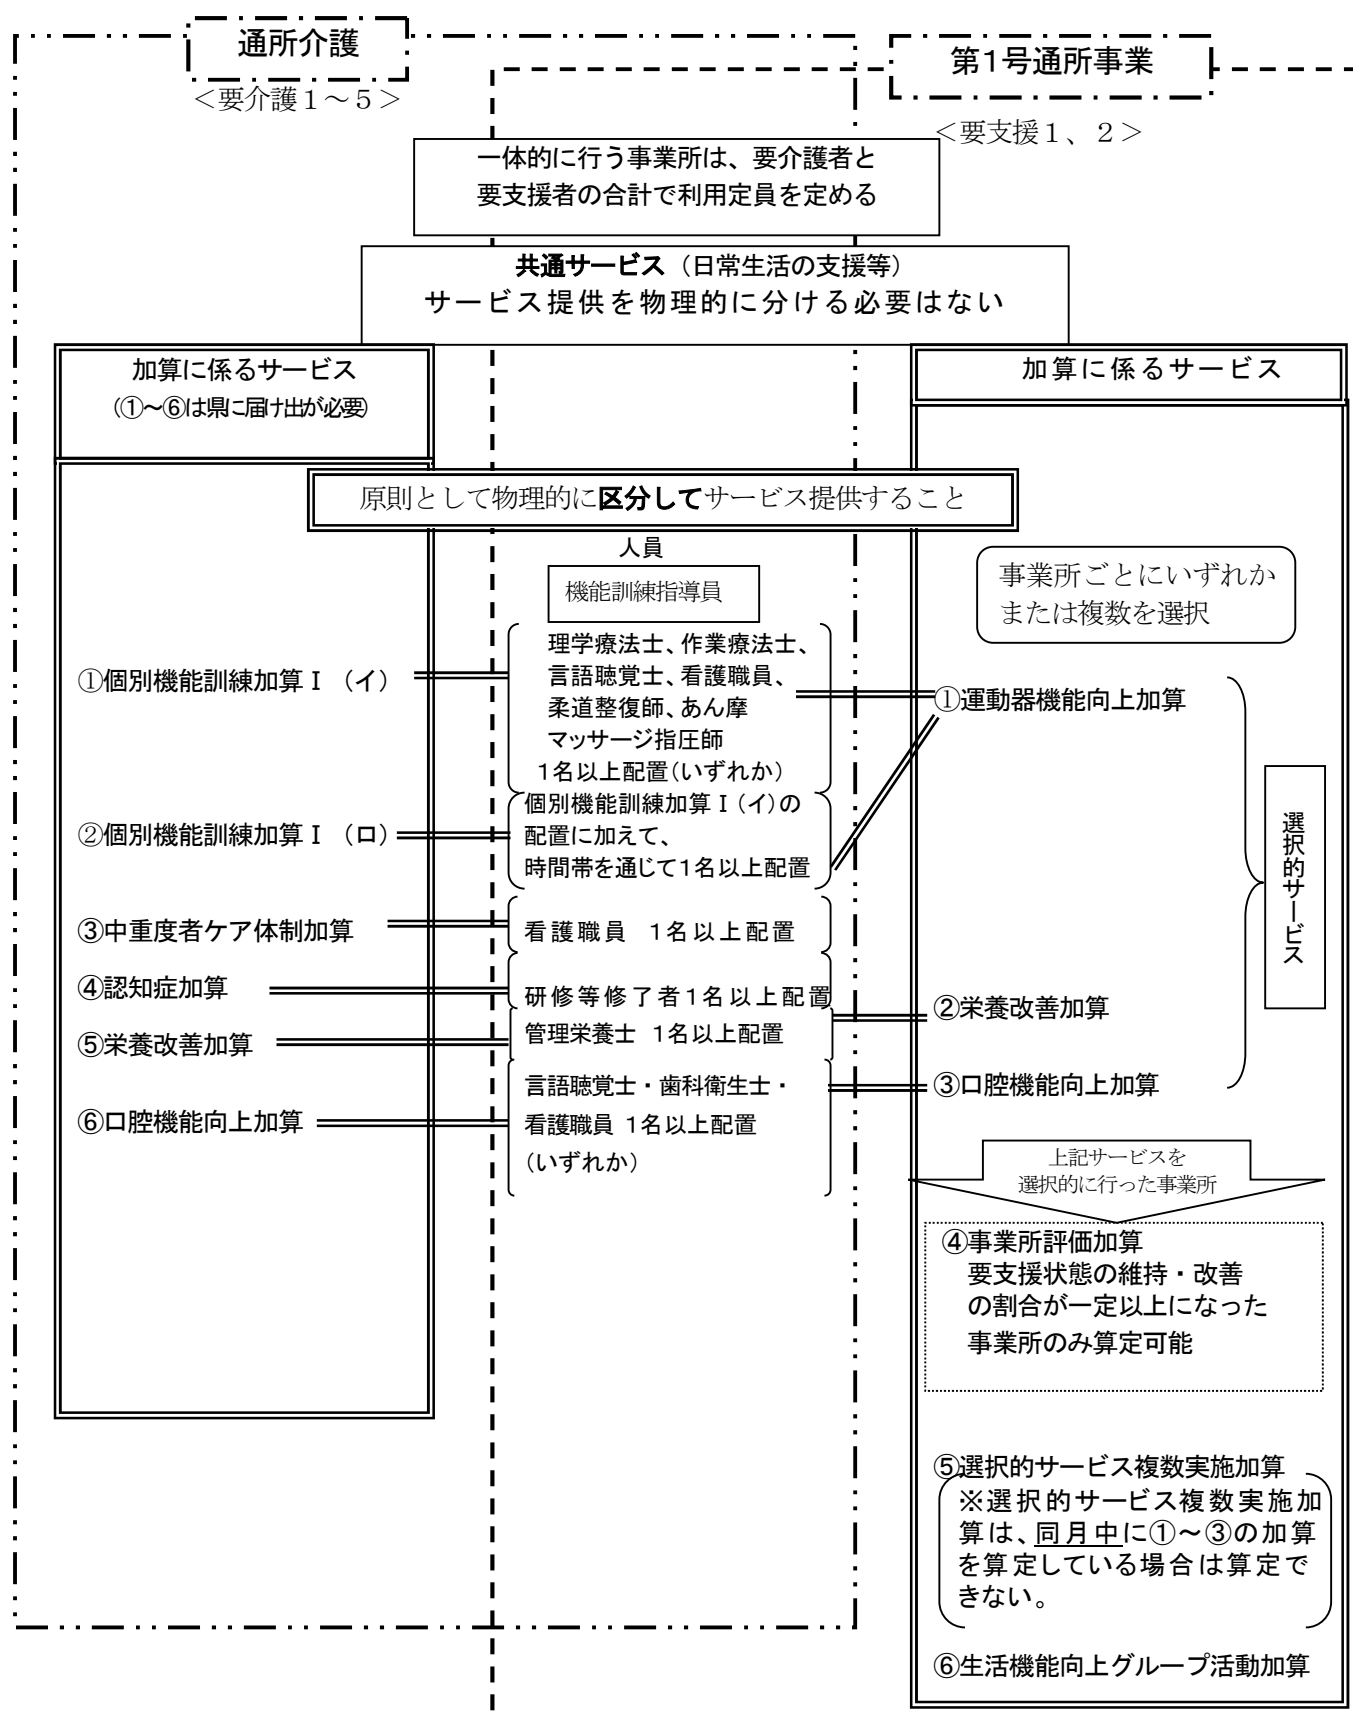 通所介護
＜要介護１～５＞
第1号通所事業
＜要支援１、２＞
一体的に行う事業所は、要介護者と
要支援者の合計で利用定員を定める
共通サービス（日常生活の支援等）
サービス提供を物理的に分ける必要はない
加算に係るサービス
（①～⑥は県に届け出が必要）
加算に係るサービス
原則として物理的に区分してサービス提供すること
人員
機能訓練指導員
事業所ごとにいずれか
または複数を選択
①個別機能訓練加算Ⅰ（イ）
理学療法士、作業療法士、
言語聴覚士、看護職員、
柔道整復師、あん摩
マッサージ指圧師
1名以上配置（いずれか）
①運動器機能向上加算
②個別機能訓練加算Ⅰ（ロ）
個別機能訓練加算Ⅰ（イ）の
配置に加えて、
時間帯を通じて1名以上配置
選択的サービス
③中重度者ケア体制加算
看護職員 1名以上配置
④認知症加算
研修等修了者1名以上配置
⑤栄養改善加算
管理栄養士 1名以上配置
②栄養改善加算
⑥口腔機能向上加算
言語聴覚士・歯科衛生士・
看護職員 1名以上配置
（いずれか）
③口腔機能向上加算
上記サービスを
選択的に行った事業所
④事業所評価加算
要支援状態の維持・改善
の割合が一定以上になった
事業所のみ算定可能
⑤選択的サービス複数実施加算
※選択的サービス複数実施加
算は、同月中に①～③の加算
を算定している場合は算定で
きない。
⑥生活機能向上グループ活動加算